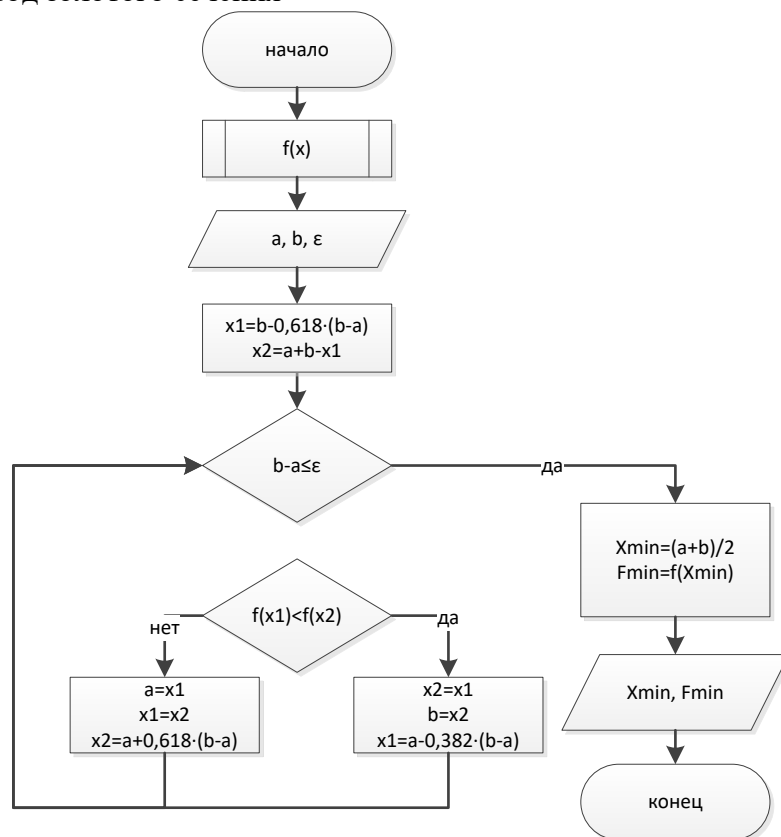 начало
f(x)
a, b, ε
x1=b-0,618·(b-a)
x2=a+b-x1
b-a≤ε
да
Xmin=(a+b)/2
Fmin=f(Xmin)
f(x1)<f(x2)
нет
да
a=x1
x1=x2
x2=a+0,618·(b-a)
x2=x1
b=x2
x1=a-0,382·(b-a)
Xmin, Fmin
конец